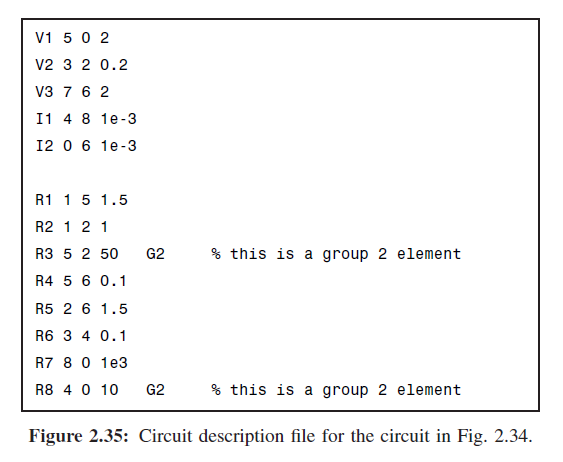 V1 5 0 2
V2 3 2 0.2
V3 7 6 2
I1 4 8 1e-3
I2 0 6 1e-3
R1 1 5 1.5
R2 1 2 1
R3 5 2 50 G2 % this is a group 2 element
R4 5 6 0.1
R5 2 6 1.5
R6 3 4 0.1
R7 8 0 1e3
R8 4 0 10 G2 % this is a group 2 element
Figure 2.35: Circuit description file for the circuit in Fig. 2.34.